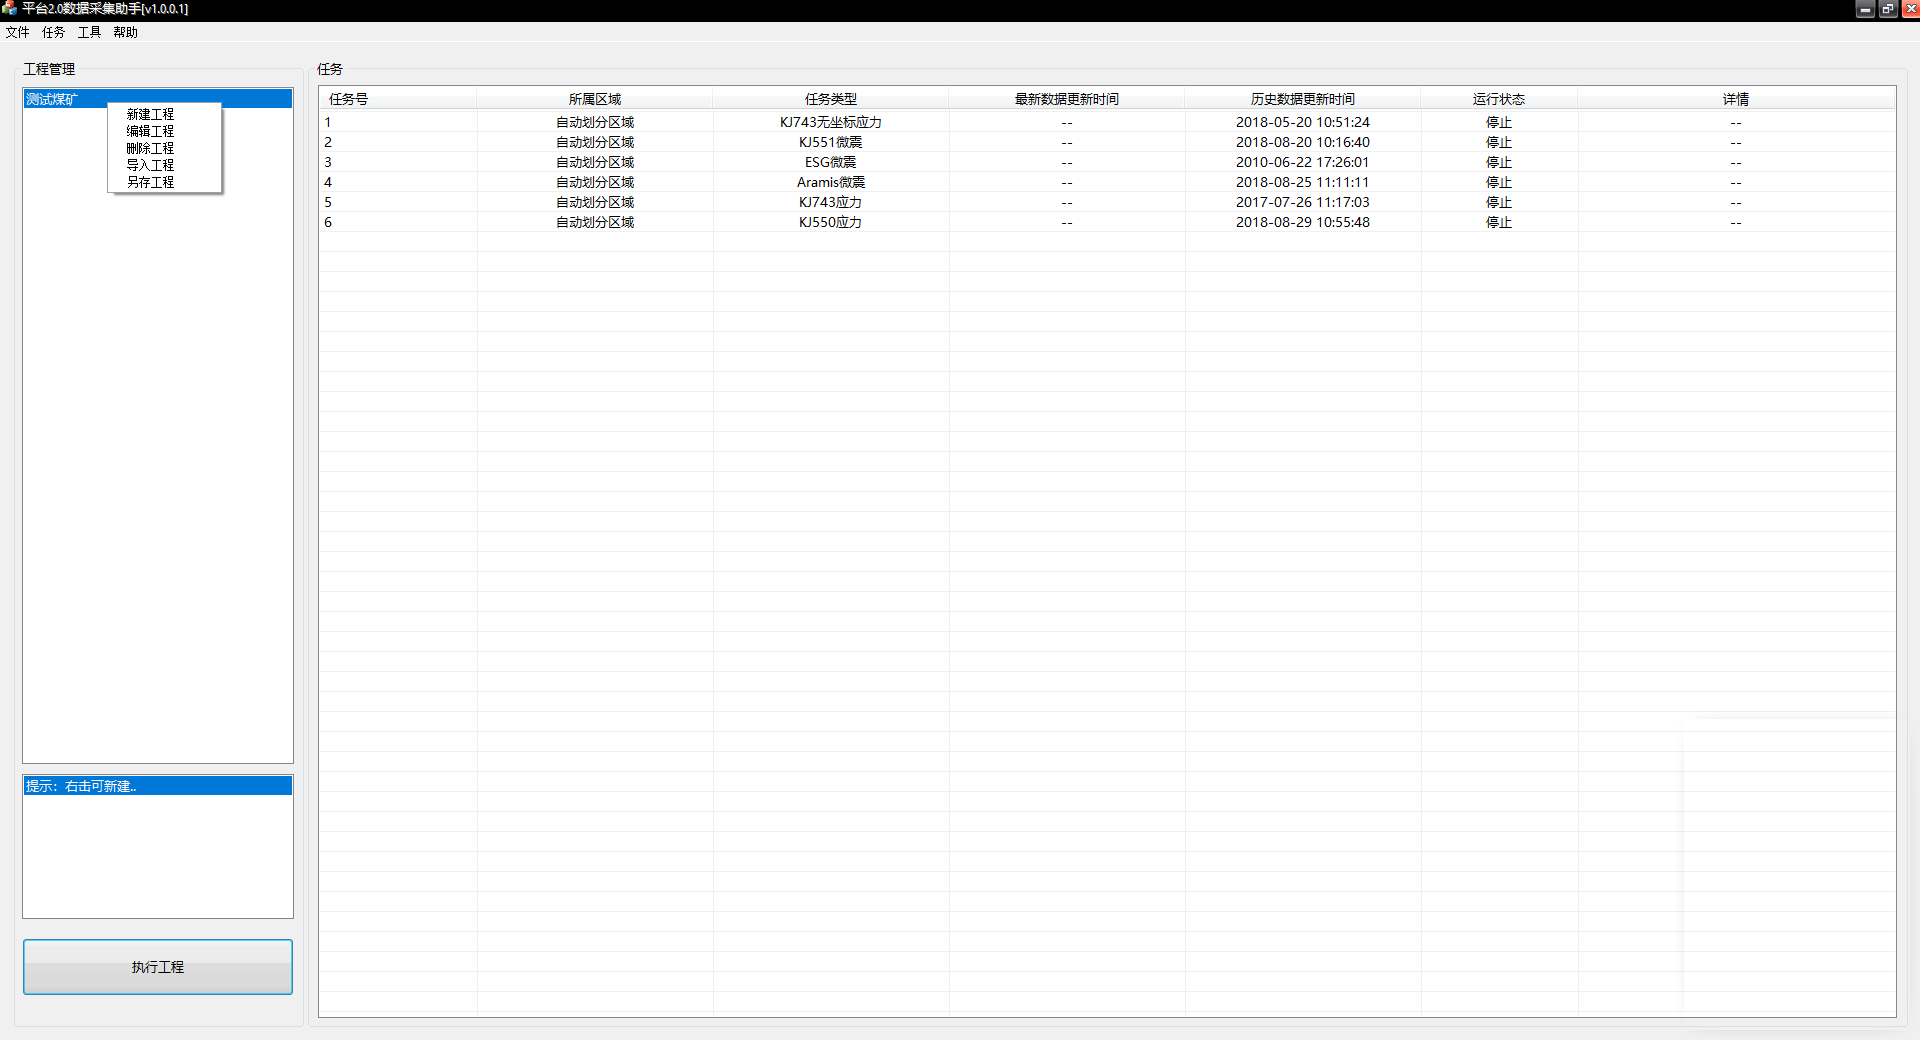 平台2.0数据采集助手[v1.0.0.1]
文件 任务 工具 帮助
工程管理
测试煤矿
新建工程
编辑工程
删除工程
导入工程
另存工程
提示：右击可新建..
执行工程
任务
任务号 所属区域 任务类型 最新数据更新时间 历史数据更新时间 运行状态 详情
1 自动划分区域 KJ743无坐标应力 -- 2018-05-20 10:51:24 停止 --
2 自动划分区域 KJ551微震 -- 2018-08-20 10:16:40 停止 --
3 自动划分区域 ESG微震 -- 2010-06-22 17:26:01 停止 --
4 自动划分区域 Aramis微震 -- 2018-08-25 11:11:11 停止 --
5 自动划分区域 KJ743应力 -- 2017-07-26 11:17:03 停止 --
6 自动划分区域 KJ550应力 -- 2018-08-29 10:55:48 停止 --